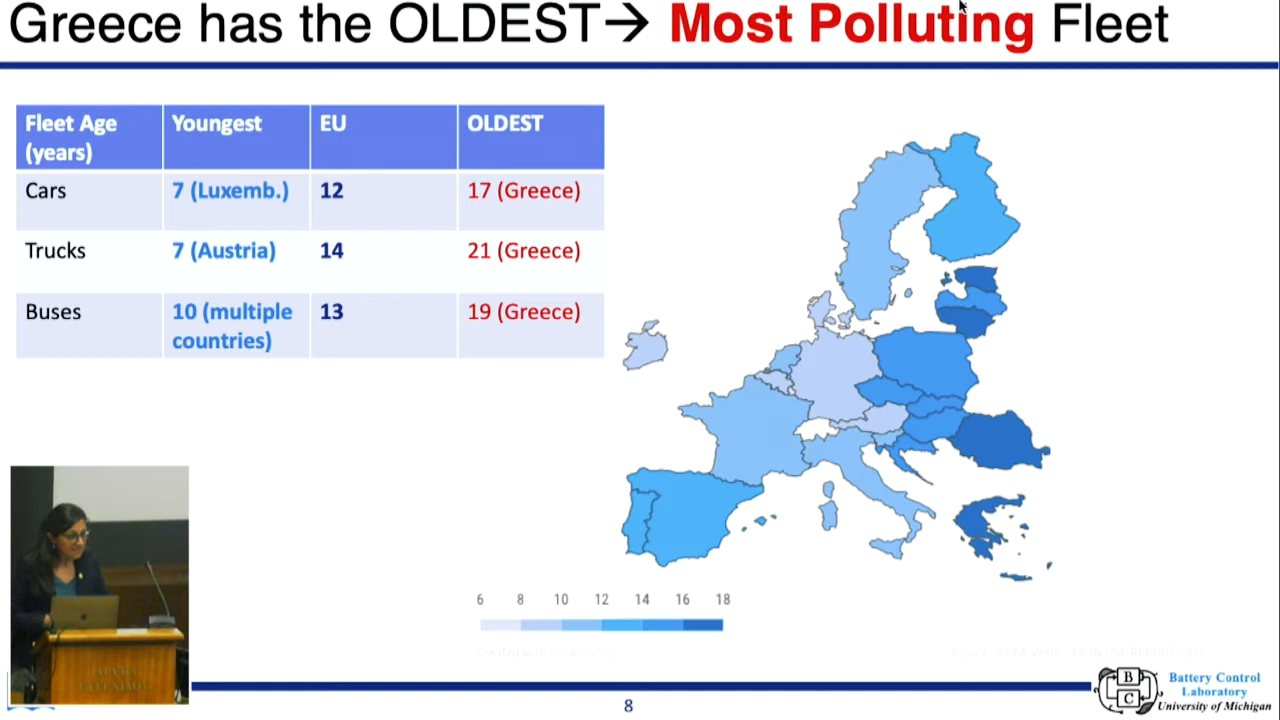 Greece has the OLDEST→ Most Polluting Fleet
Fleet Age (years) Youngest EU OLDEST
Cars 7 (Luxemb.) 12 17 (Greece)
Trucks 7 (Austria) 14 21 (Greece)
Buses 10 (multiple countries) 13 19 (Greece)
6 8 10 12 14 16 18
8
B
C
Battery Control
Laboratory
University of Michigan